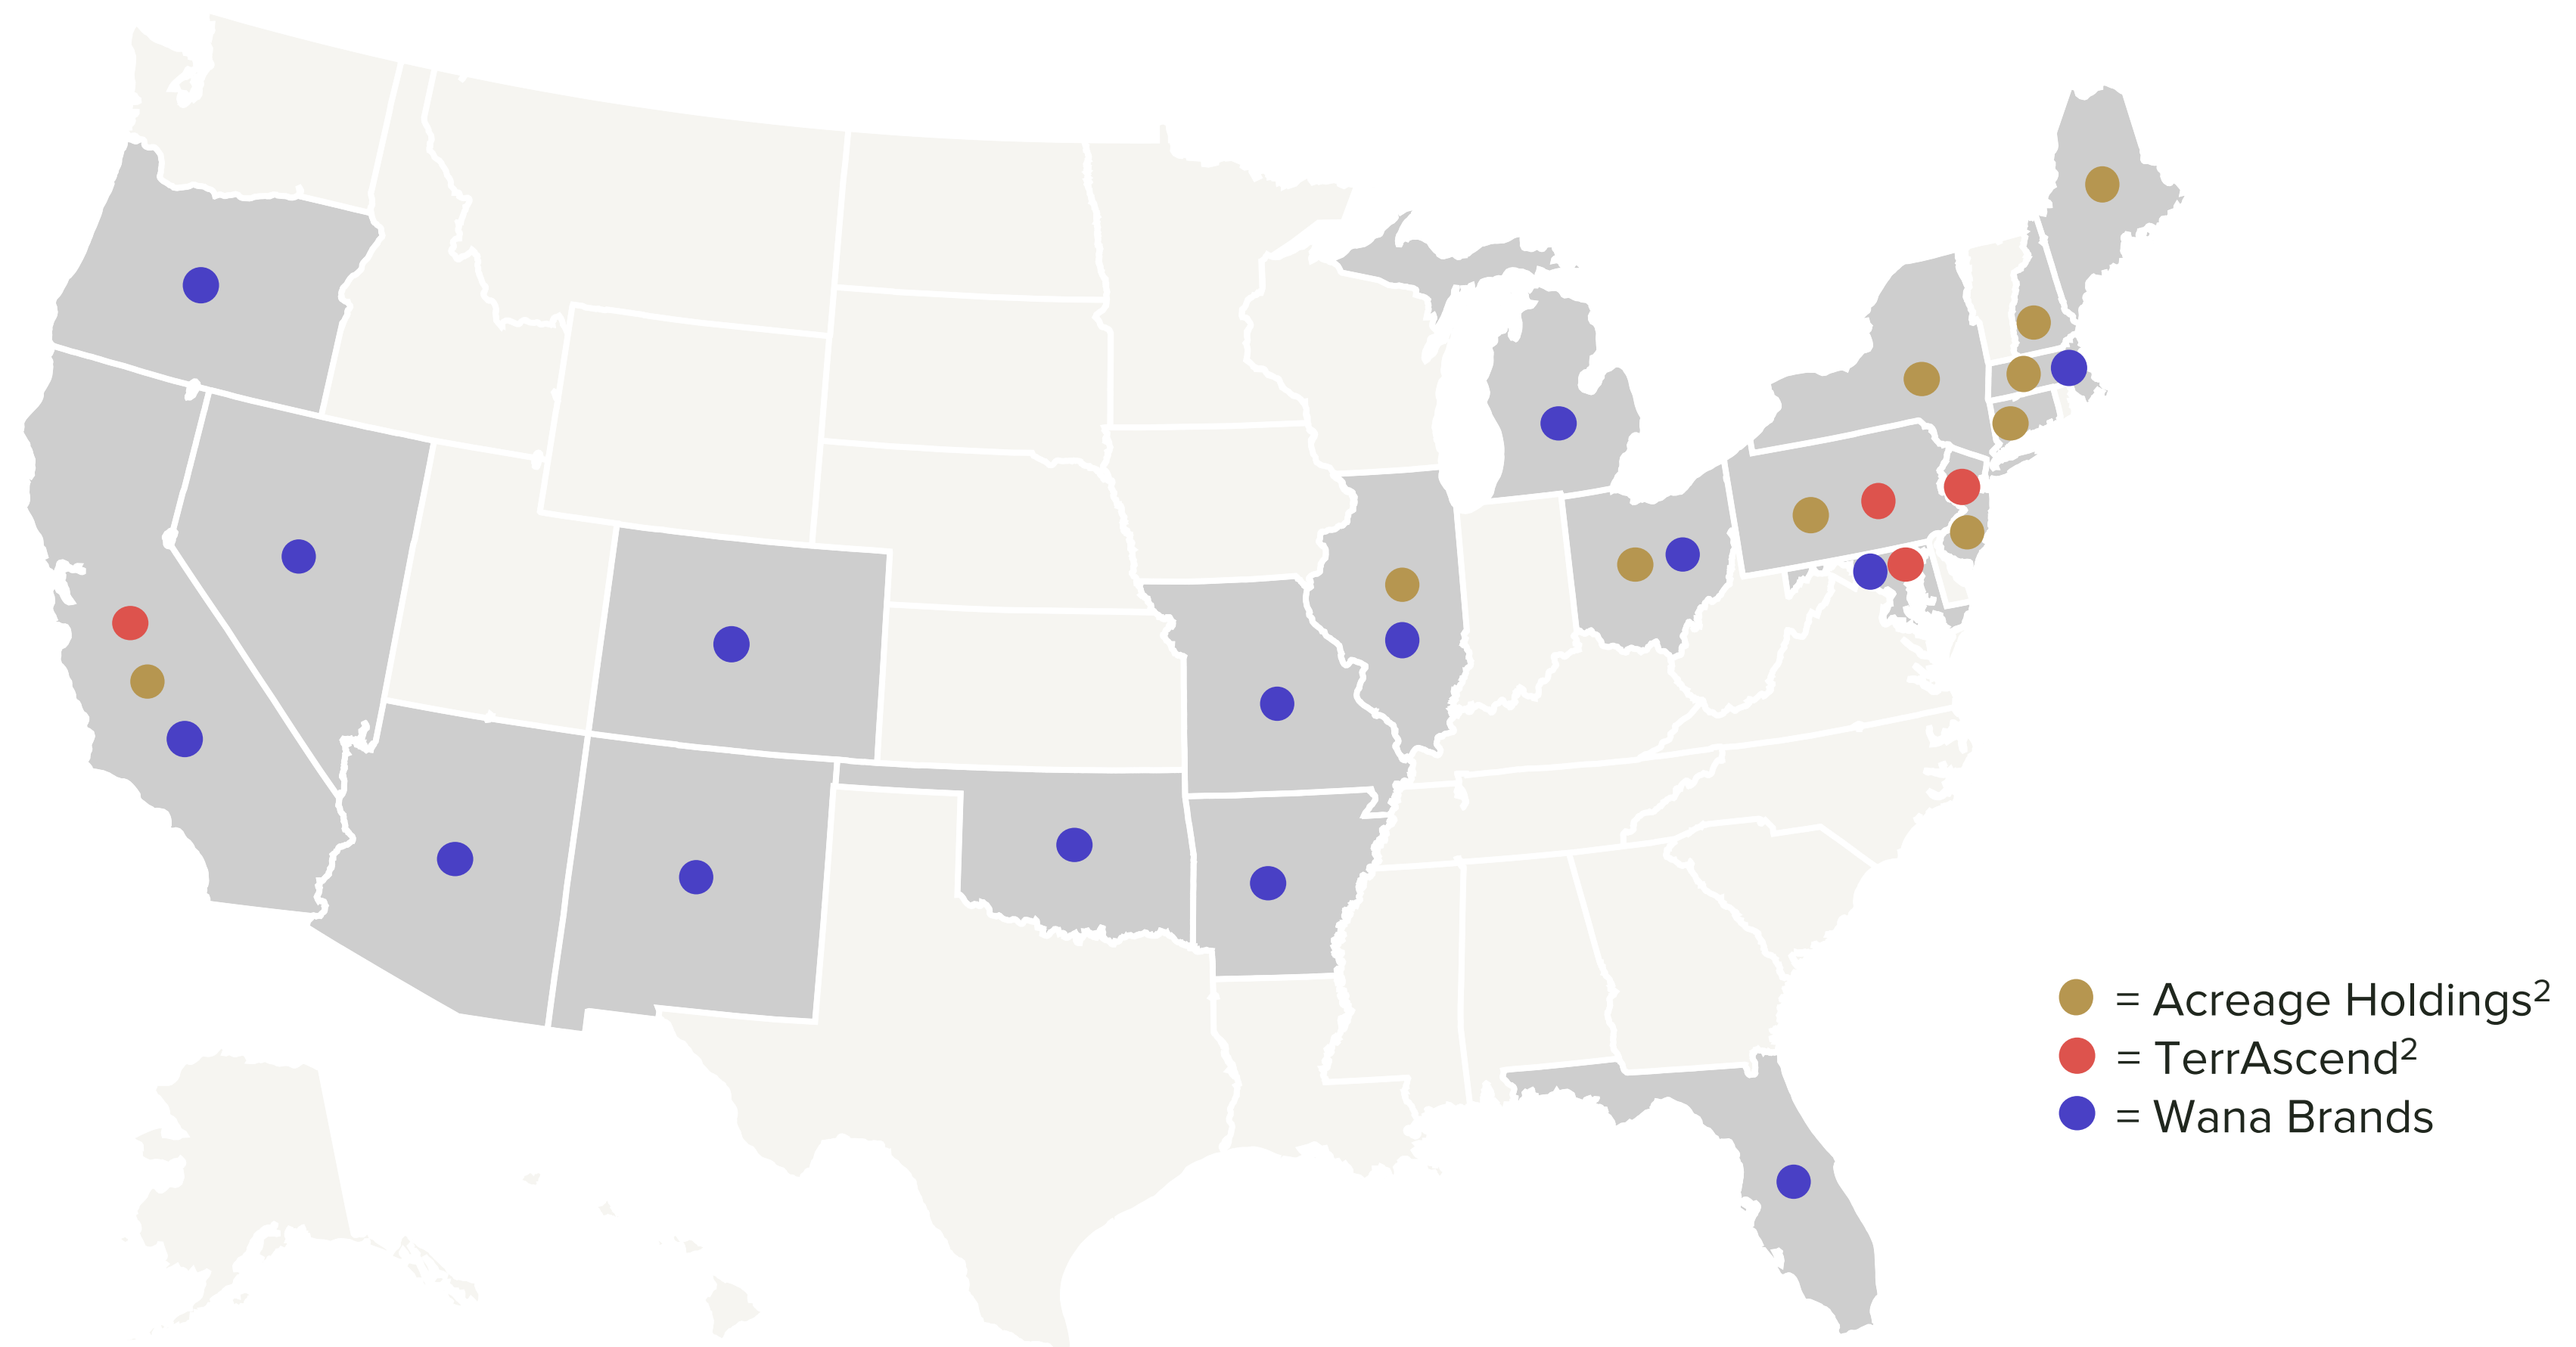 = Acreage Holdings²
= TerrAscend²
= Wana Brands